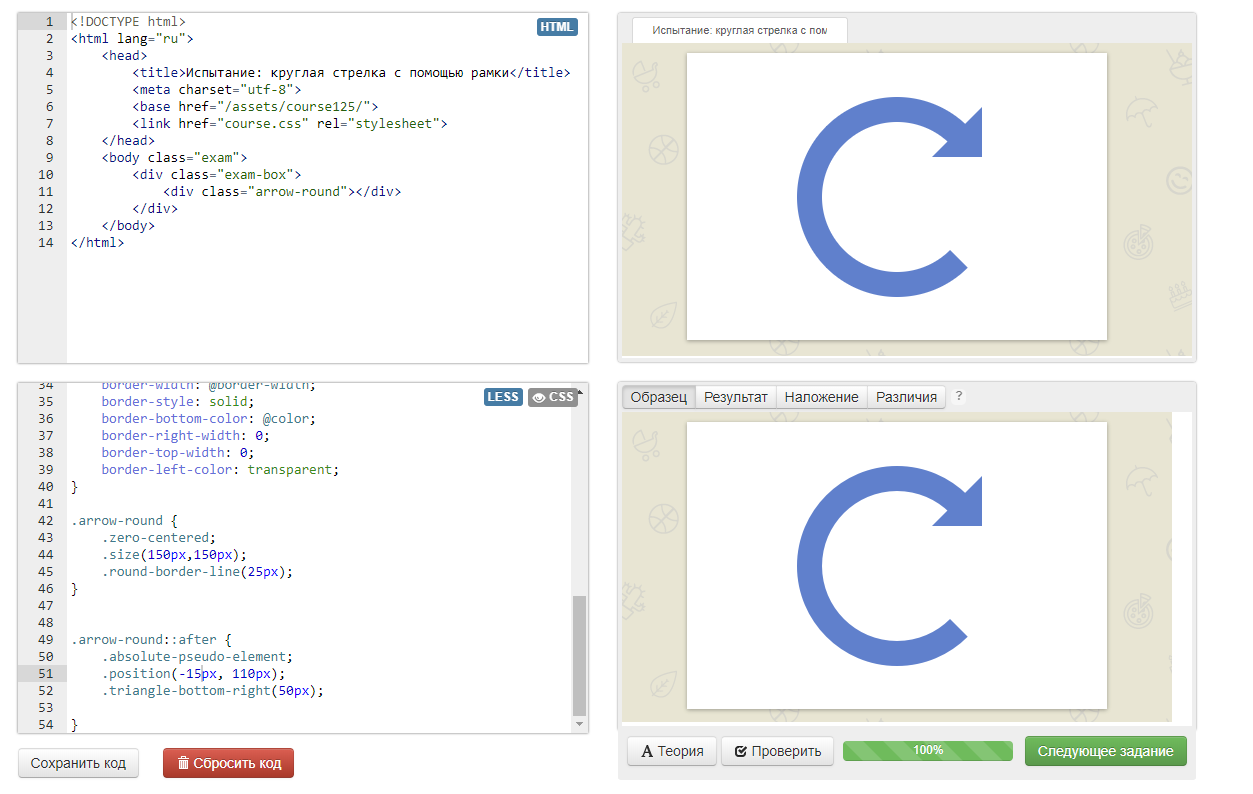 1 <!DOCTYPE html>
HTML
2 <html lang="ru">
3 <head>
4 <title>Испытание: круглая стрелка с помощью рамки</title>
5 <meta charset="utf-8">
6 <base href="/assets/course125/">
7 <link href="course.css" rel="stylesheet">
8 </head>
9 <body class="exam">
10 <div class="exam-box">
11 <div class="arrow-round"></div>
12 </div>
13 </body>
14 </html>
Испытание: круглая стрелка с пом
34 border-width: @border-width;
LESS CSS
35 border-style: solid;
36 border-bottom-color: @color;
37 border-right-width: 0;
38 border-top-width: 0;
39 border-left-color: transparent;
40 }
41
42 .arrow-round {
43 .zero-centered;
44 .size(150px,150px);
45 .round-border-line(25px);
46 }
47
48
49 .arrow-round::after {
50 .absolute-pseudo-element;
51 .position(-15px, 110px);
52 .triangle-bottom-right(50px);
53
54 }
Образец Результат Наложение Различия ?
Сохранить код Сбросить код
A Теория Проверить 100% Следующее задание